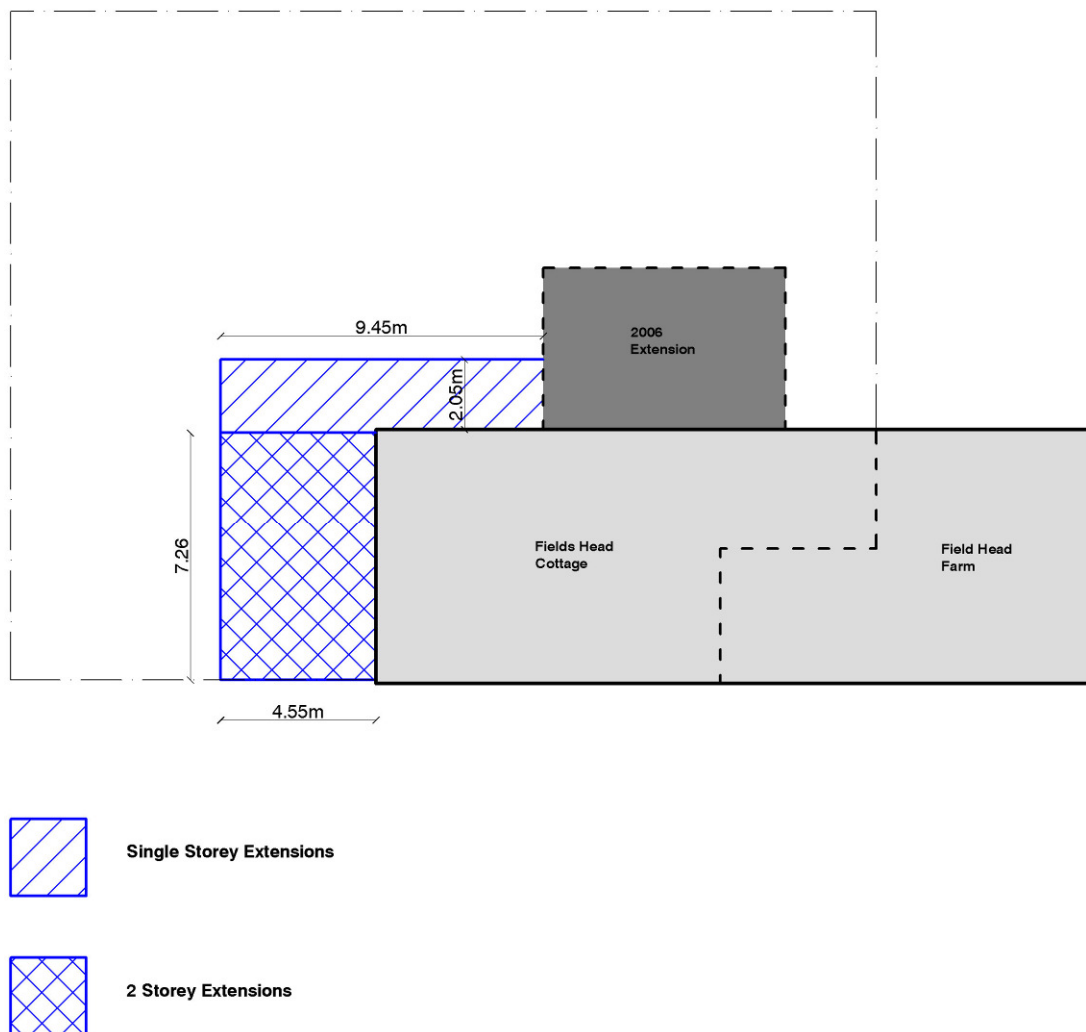 2006
Extension
9.45m
2.05m
Fields Head
Cottage
Field Head
Farm
7.26
4.55m
Single Storey Extensions
2 Storey Extensions